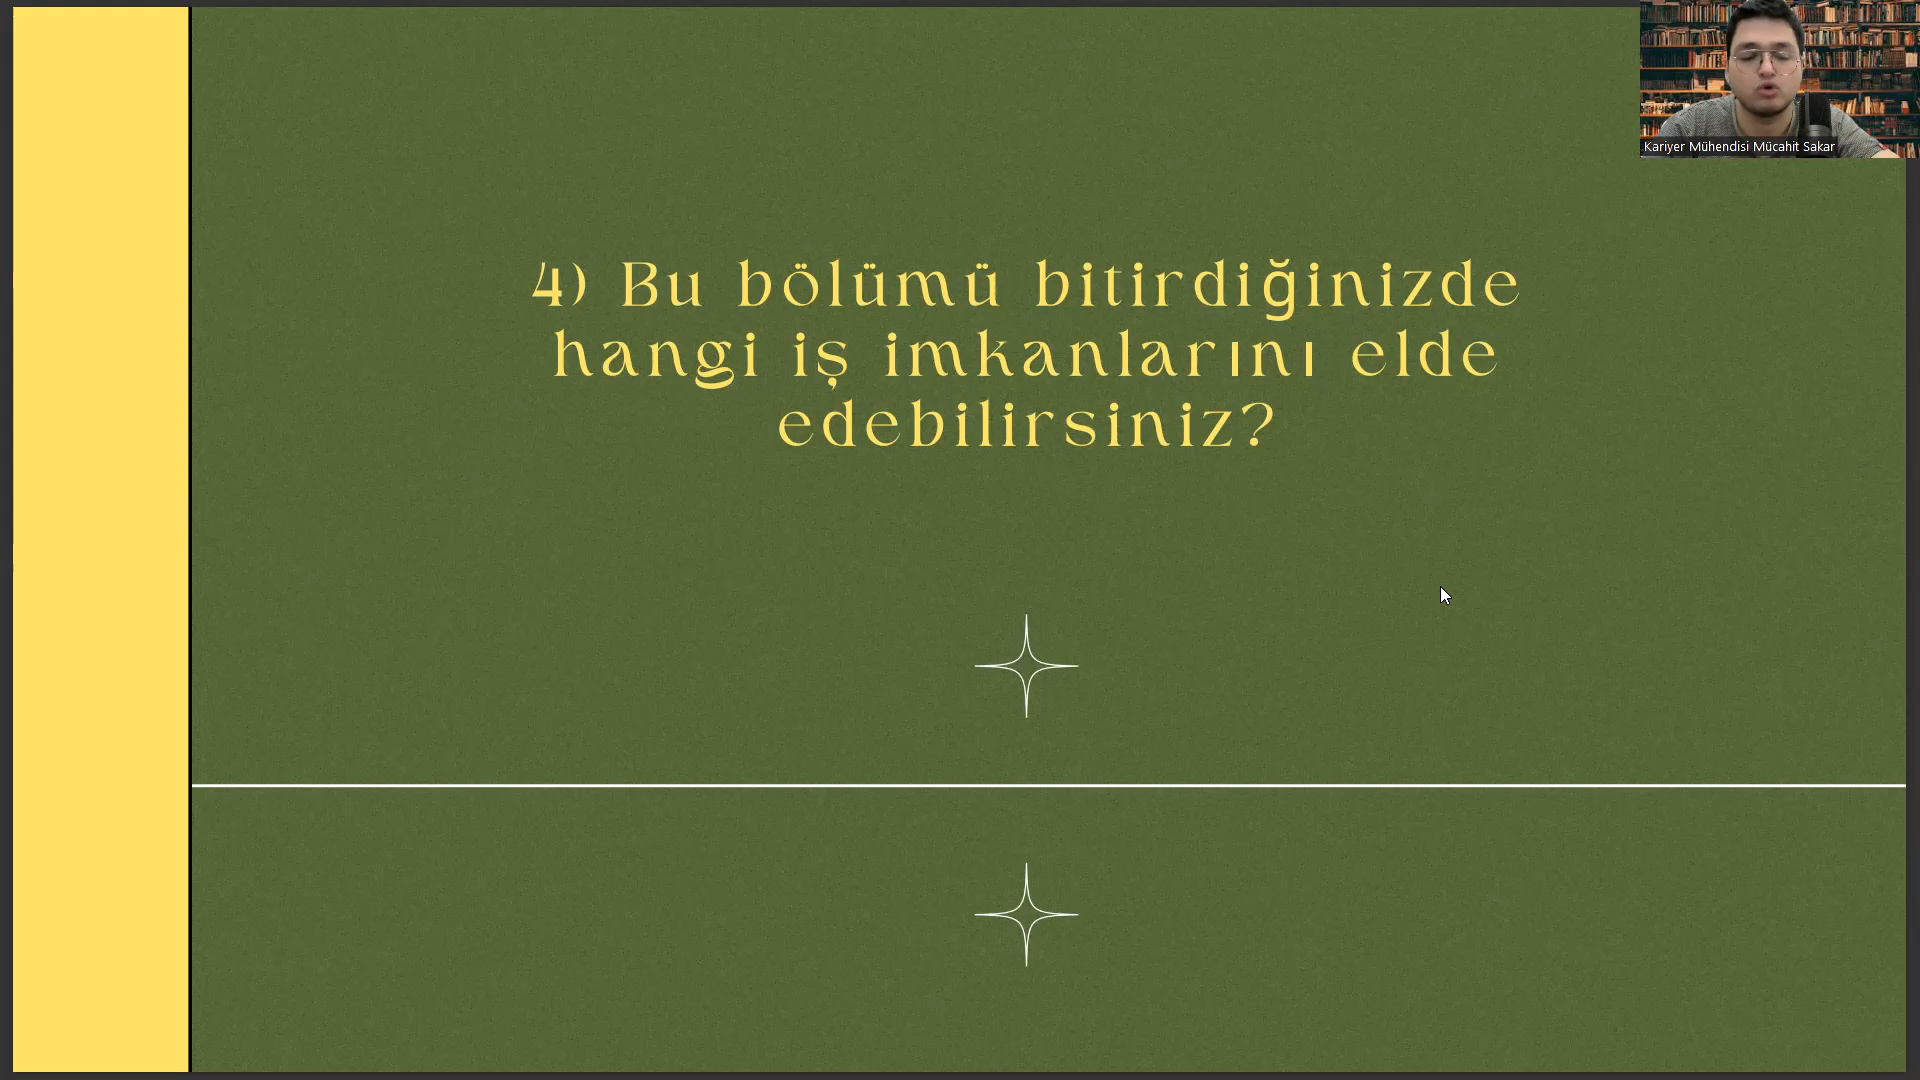 4) Bu bölümü bitirdiğinizde
hangi iş imkanlarını elde
edebilirsiniz?
Kariyer Mühendisi Mücahit Sakar